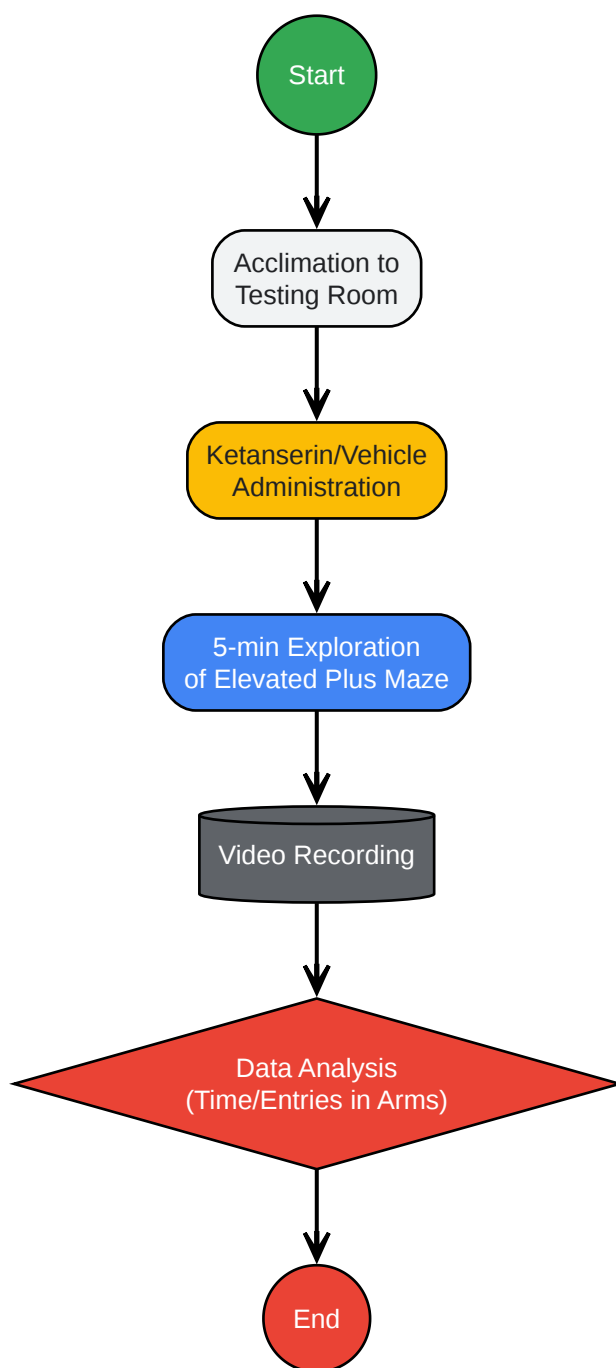 Start
Acclimation to
Testing Room
Ketanserin/Vehicle
Administration
5-min Exploration
of Elevated Plus Maze
Video Recording
Data Analysis
(Time/Entries in Arms)
End